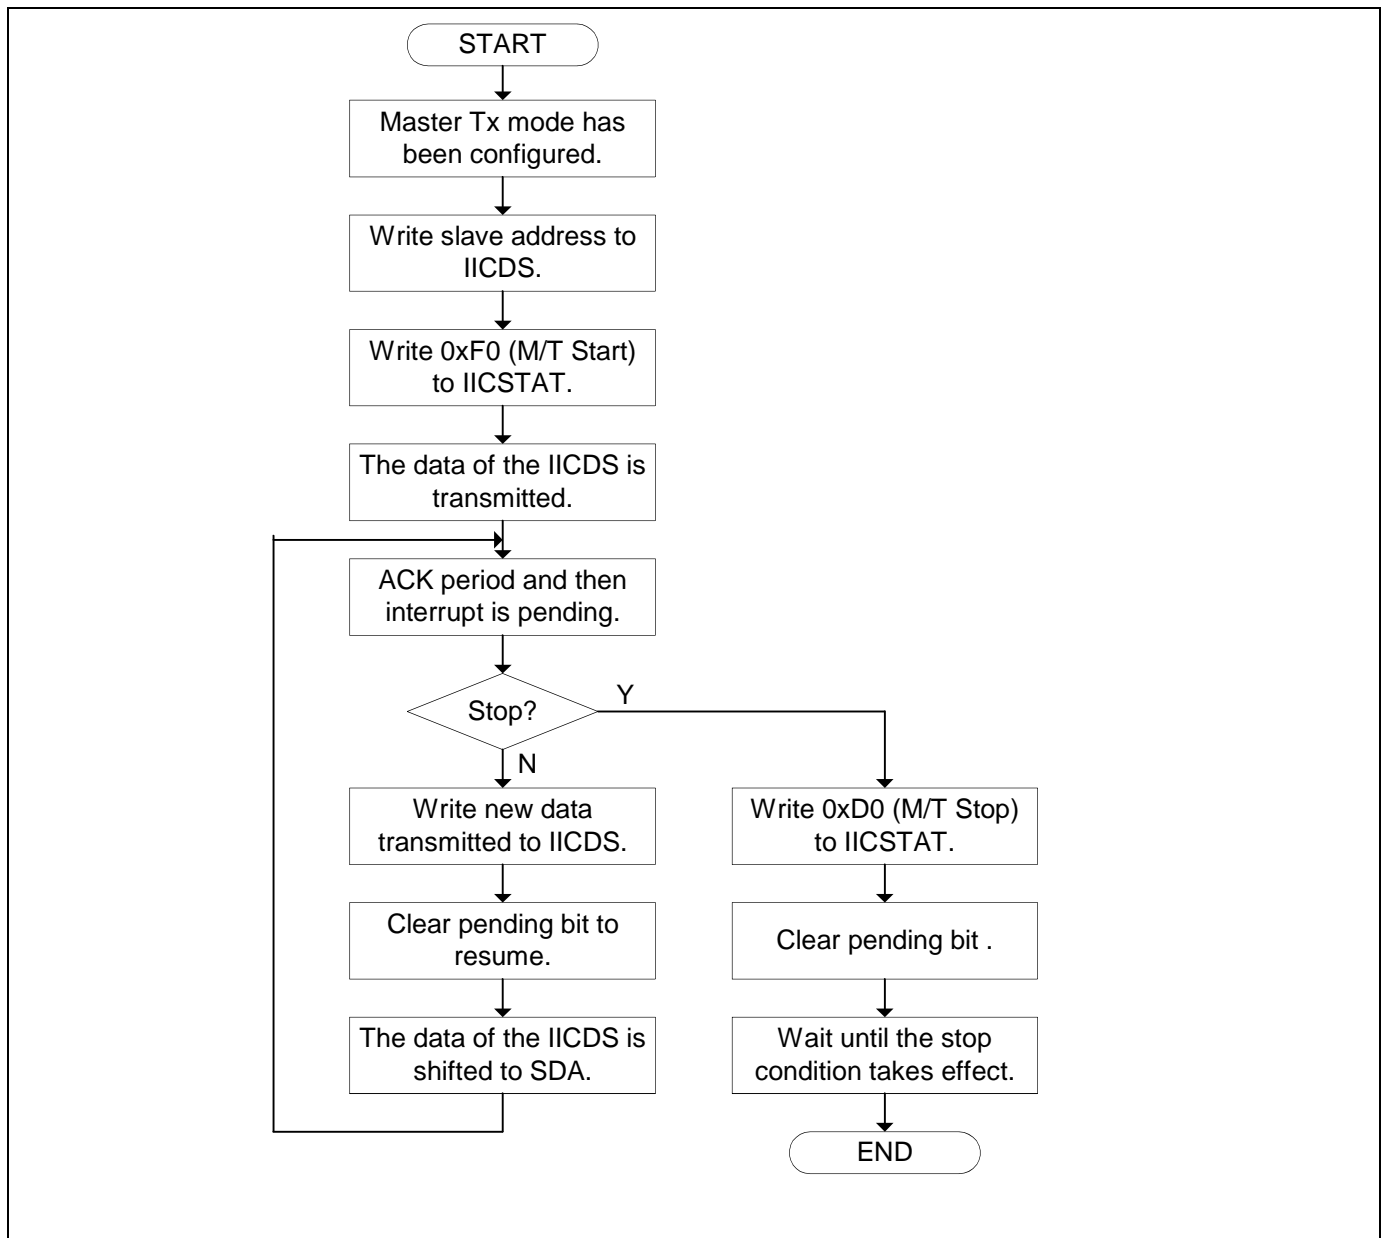 START
Master Tx mode has
been configured.
Write slave address to
IICDS.
Write 0xF0 (M/T Start)
to IICSTAT.
The data of the IICDS is
transmitted.
ACK period and then
interrupt is pending.
Stop?
Y
N
Write new data
transmitted to IICDS.
Clear pending bit to
resume.
The data of the IICDS is
shifted to SDA.
Write 0xD0 (M/T Stop)
to IICSTAT.
Clear pending bit .
Wait until the stop
condition takes effect.
END